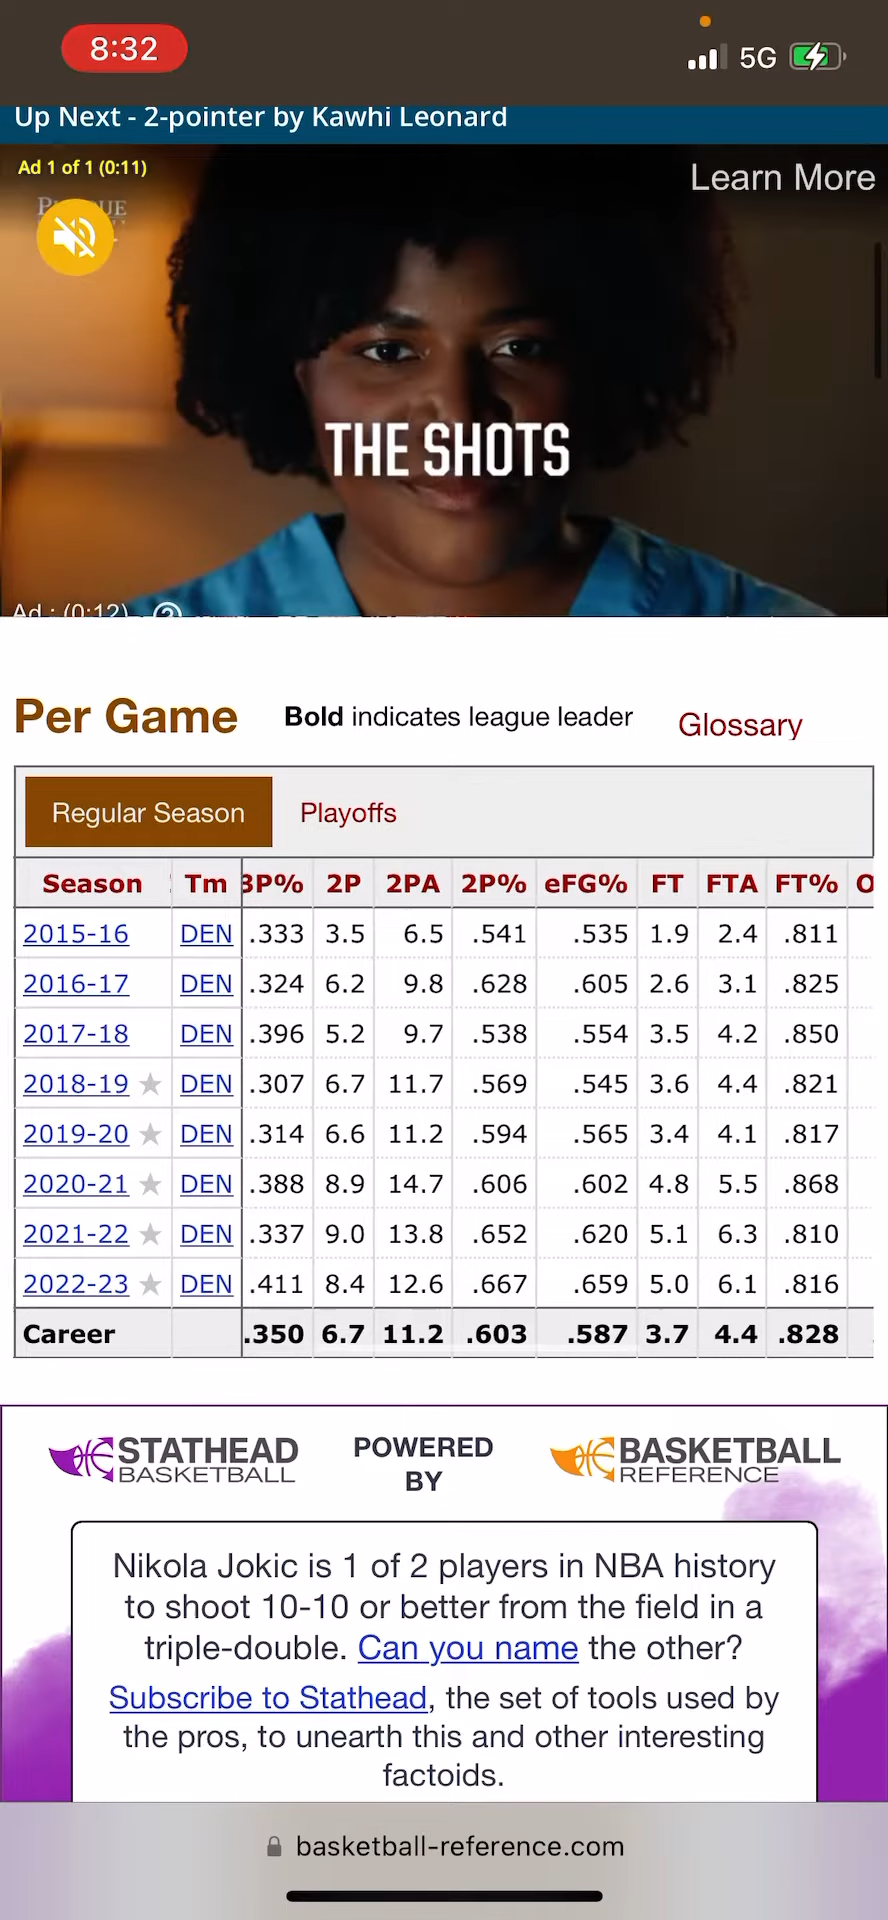 8:32
5G
Up Next - 2-pointer by Kawhi Leonard
Ad 1 of 1 (0:11)
Learn More
THE SHOTS
Ad : (0:12)
Per Game
Bold indicates league leader
Glossary
Regular Season
Playoffs
Season Tm 3P% 2P 2PA 2P% eFG% FT FTA FT% O
2015-16 DEN .333 3.5 6.5 .541 .535 1.9 2.4 .811
2016-17 DEN .324 6.2 9.8 .628 .605 2.6 3.1 .825
2017-18 DEN .396 5.2 9.7 .538 .554 3.5 4.2 .850
2018-19 ★ DEN .307 6.7 11.7 .569 .545 3.6 4.4 .821
2019-20 ★ DEN .314 6.6 11.2 .594 .565 3.4 4.1 .817
2020-21 ★ DEN .388 8.9 14.7 .606 .602 4.8 5.5 .868
2021-22 ★ DEN .337 9.0 13.8 .652 .620 5.1 6.3 .810
2022-23 ★ DEN .411 8.4 12.6 .667 .659 5.0 6.1 .816
Career .350 6.7 11.2 .603 .587 3.7 4.4 .828
STATHEAD
BASKETBALL
POWERED
BY
BASKETBALL
REFERENCE
Nikola Jokic is 1 of 2 players in NBA history
to shoot 10-10 or better from the field in a
triple-double. Can you name the other?
Subscribe to Stathead, the set of tools used by
the pros, to unearth this and other interesting
factoids.
basketball-reference.com